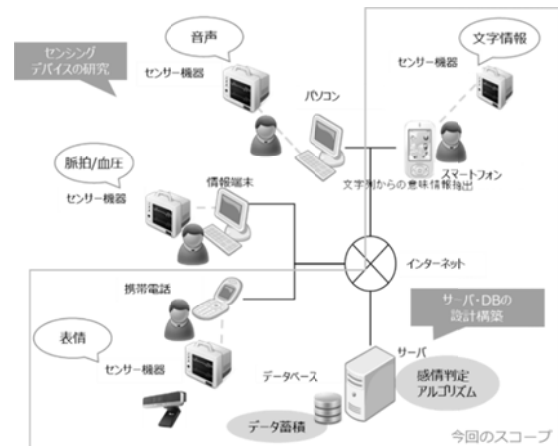 音声
文字情報
センシング
デバイスの研究
センサー機器
センサー機器
パソコン
脈拍/血圧
スマートフォン
情報端末
文字列からの意味情報抽出
センサー機器
インターネット
携帯電話
サーバ・DBの
設計構築
表情
サーバ
センサー機器
データベース
感情判定
アルゴリズム
データ蓄積
今回のスコープ